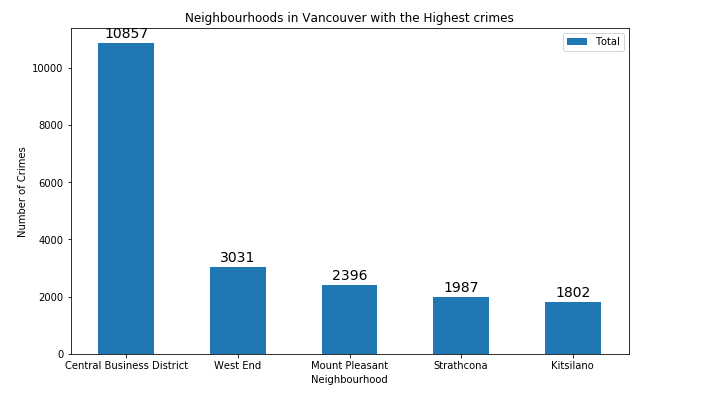 Neighbourhoods in Vancouver with the Highest crimes
Total
10857
3031
2396
1987
1802
10000
8000
6000
4000
2000
0
Number of Crimes
Central Business District
West End
Mount Pleasant
Strathcona
Kitsilano
Neighbourhood